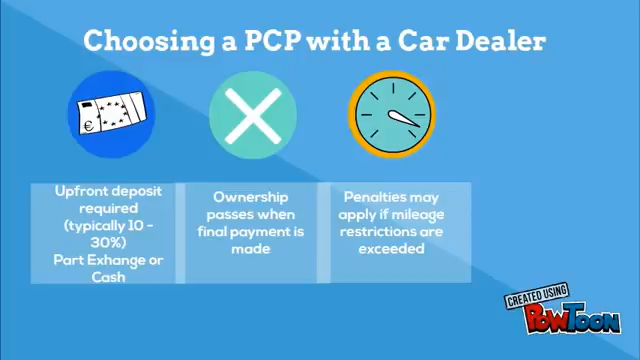 Choosing a PCP with a Car Dealer
€
Upfront deposit
required
(typically 10 -
30%)
Part Exhange or
Cash
Ownership
passes when
final payment is
made
Penalties may
apply if mileage
restrictions are
exceeded
CREATED USING
POWTOON